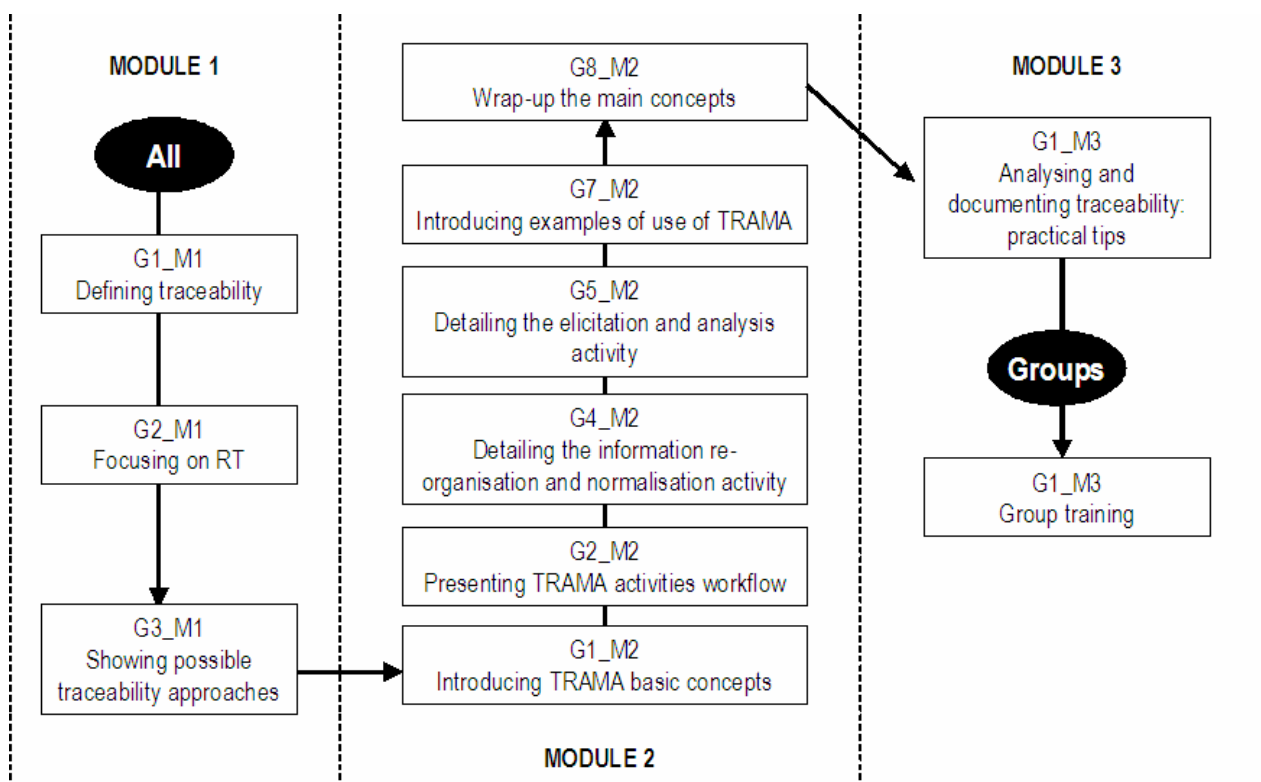 MODULE 1
All
G1_M1
Defining traceability
G2_M1
Focusing on RT
G3_M1
Showing possible
traceability approaches
G8_M2
Wrap-up the main concepts
G7_M2
Introducing examples of use of TRAMA
G5_M2
Detailing the elicitation and analysis
activity
G4_M2
Detailing the information re-
organisation and normalisation activity
G2_M2
Presenting TRAMA activities workflow
G1_M2
Introducing TRAMA basic concepts
MODULE 2
MODULE 3
G1_M3
Analysing and
documenting traceability:
practical tips
Groups
G1_M3
Group training